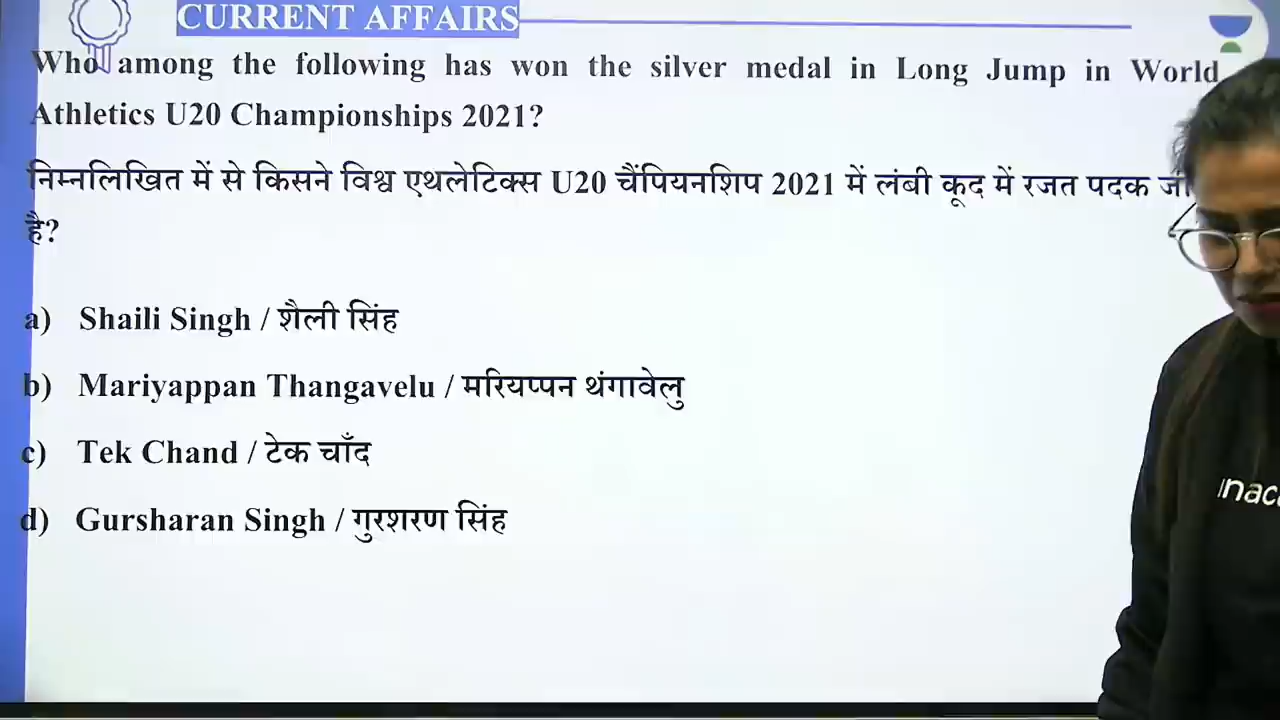 CURRENT AFFAIRS
Who among the following has won the silver medal in Long Jump in World
Athletics U20 Championships 2021?
निम्नलिखित में से किसने विश्व एथलेटिक्स U20 चैंपियनशिप 2021 में लंबी कूद में रजत पदक
है?
a) Shaili Singh / शैली सिंह
b) Mariyappan Thangavelu / मरियप्पन थंगावेलु
c) Tek Chand / टेक चाँद
d) Gursharan Singh / गुरशरण सिंह